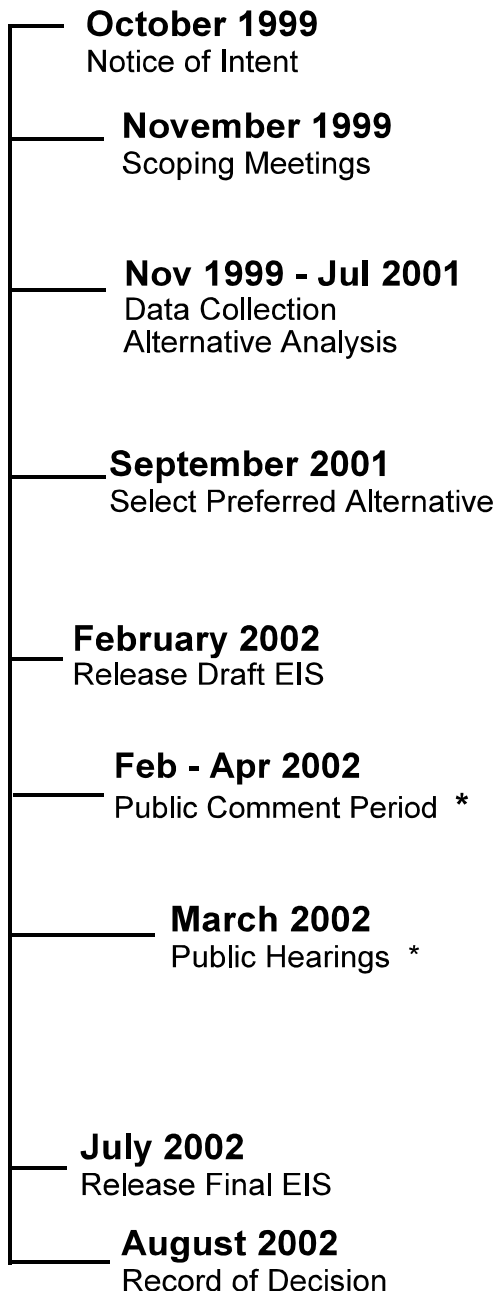 October 1999
Notice of Intent
November 1999
Scoping Meetings
Nov 1999 - Jul 2001
Data Collection
Alternative Analysis
September 2001
Select Preferred Alternative
February 2002
Release Draft EIS
Feb - Apr 2002
Public Comment Period *
March 2002
Public Hearings *
July 2002
Release Final EIS
August 2002
Record of Decision